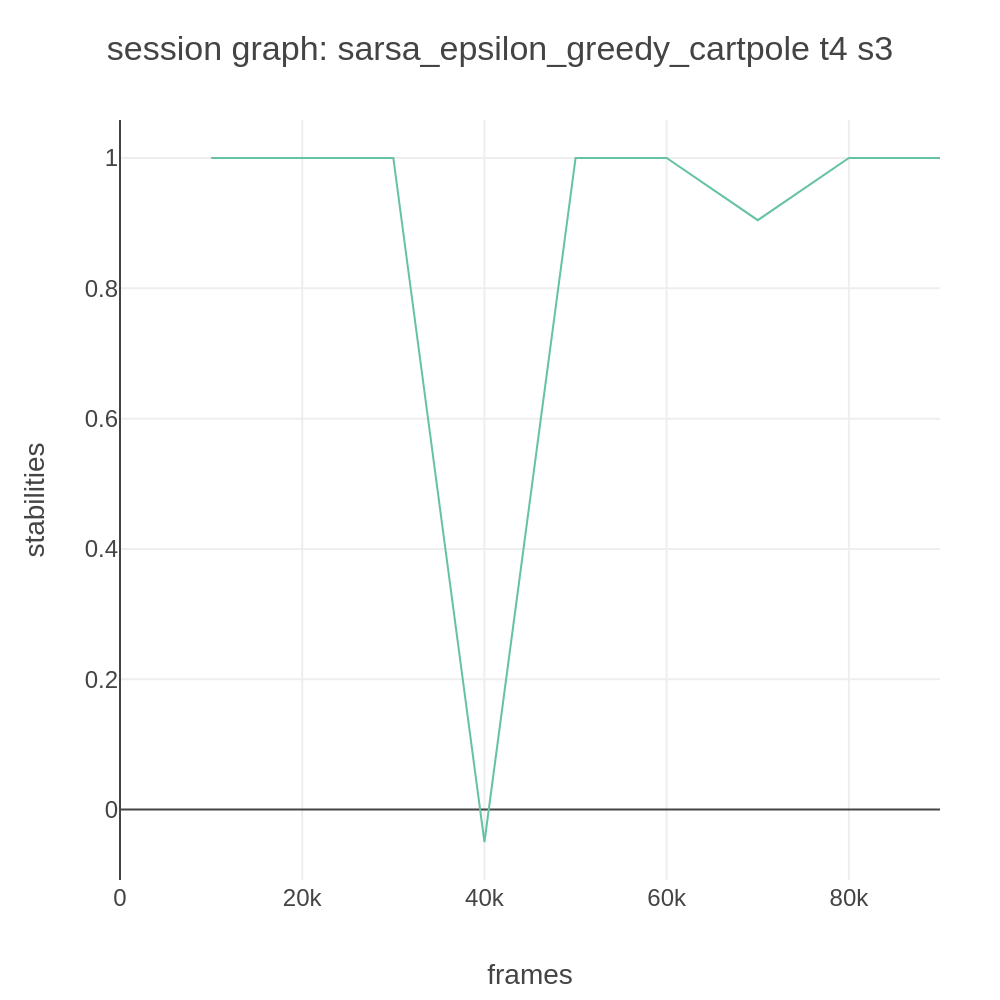 session graph: sarsa_epsilon_greedy_cartpole t4 s3
1
0.8
0.6
0.4
0.2
0
stabilities
0 20k 40k 60k 80k
frames